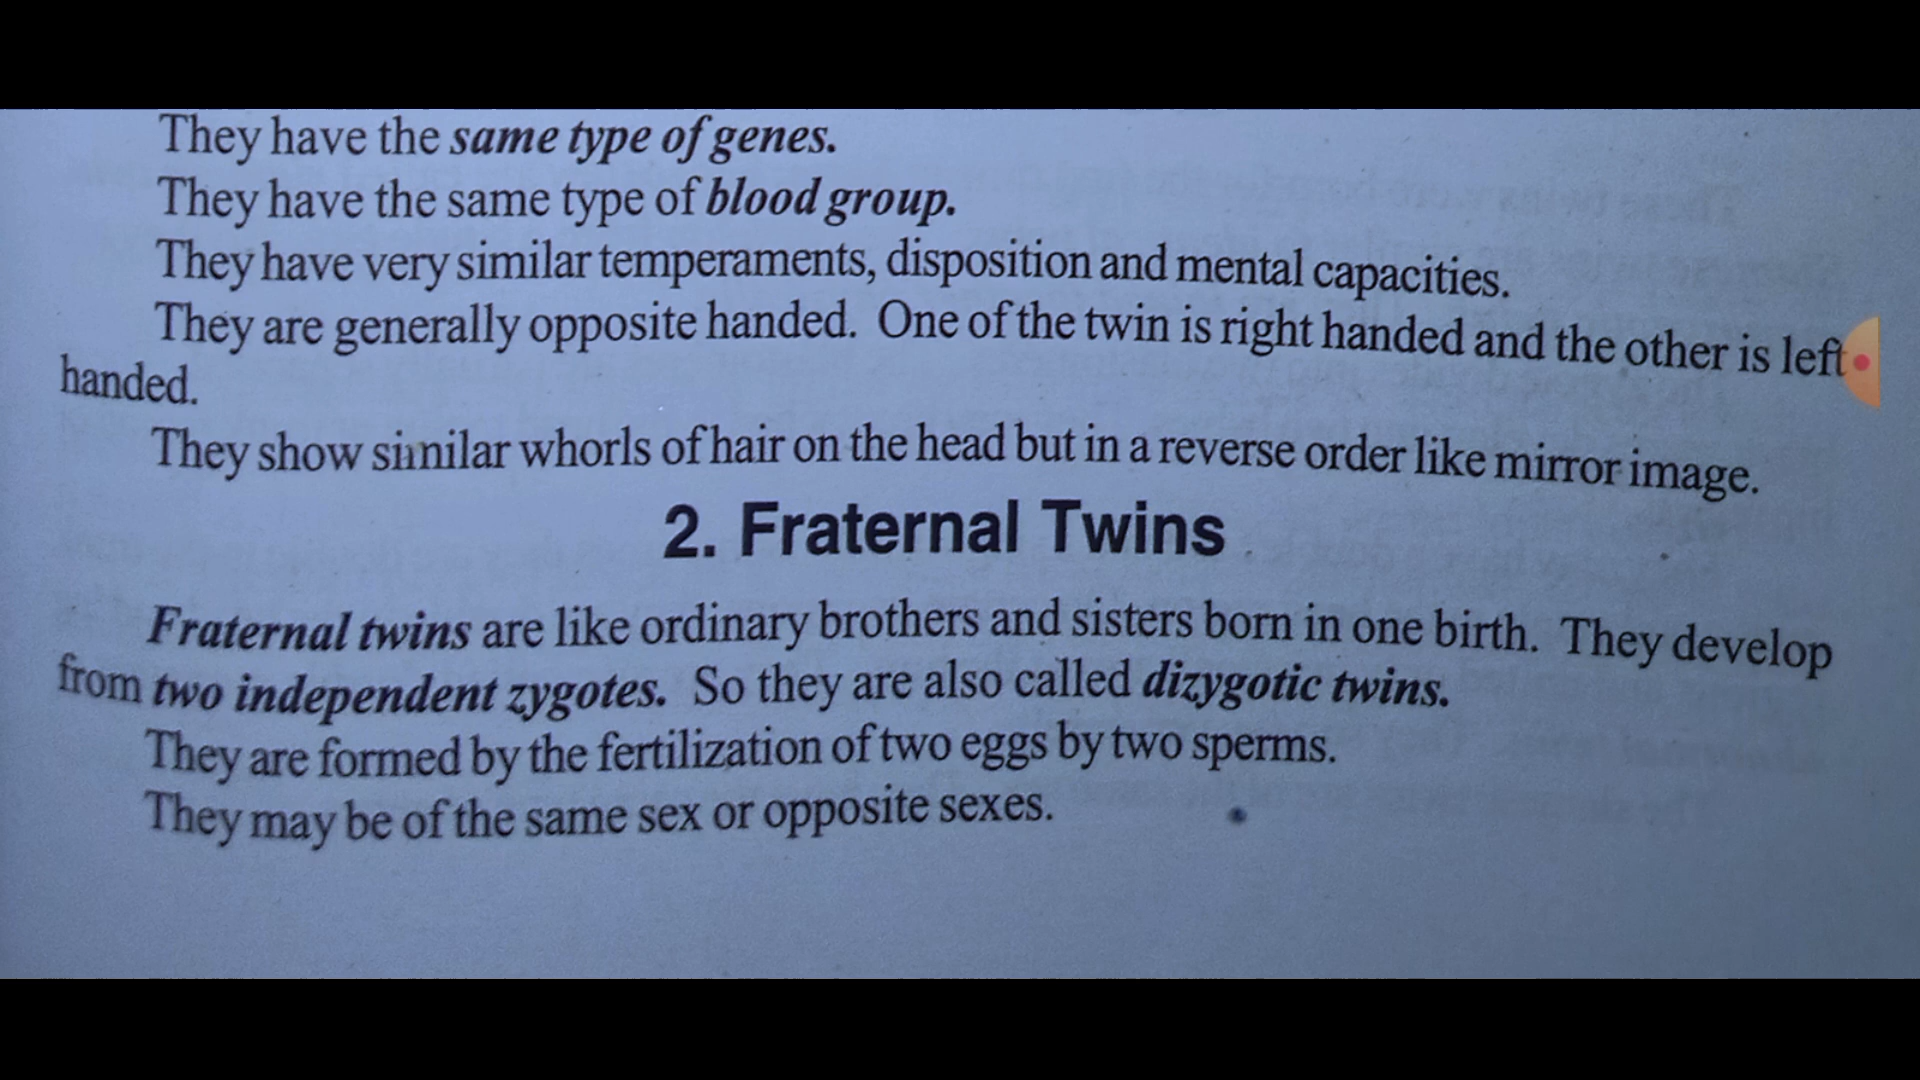 They have the same type of genes.
They have the same type of blood group.
They have very similar temperaments, disposition and mental capacities.
They are generally opposite handed. One of the twin is right handed and the other is left
handed.
They show similar whorls of hair on the head but in a reverse order like mirror image.
2. Fraternal Twins
Fraternal twins are like ordinary brothers and sisters born in one birth. They develop
from two independent zygotes. So they are also called dizygotic twins.
They are formed by the fertilization of two eggs by two sperms.
They may be of the same sex or opposite sexes.